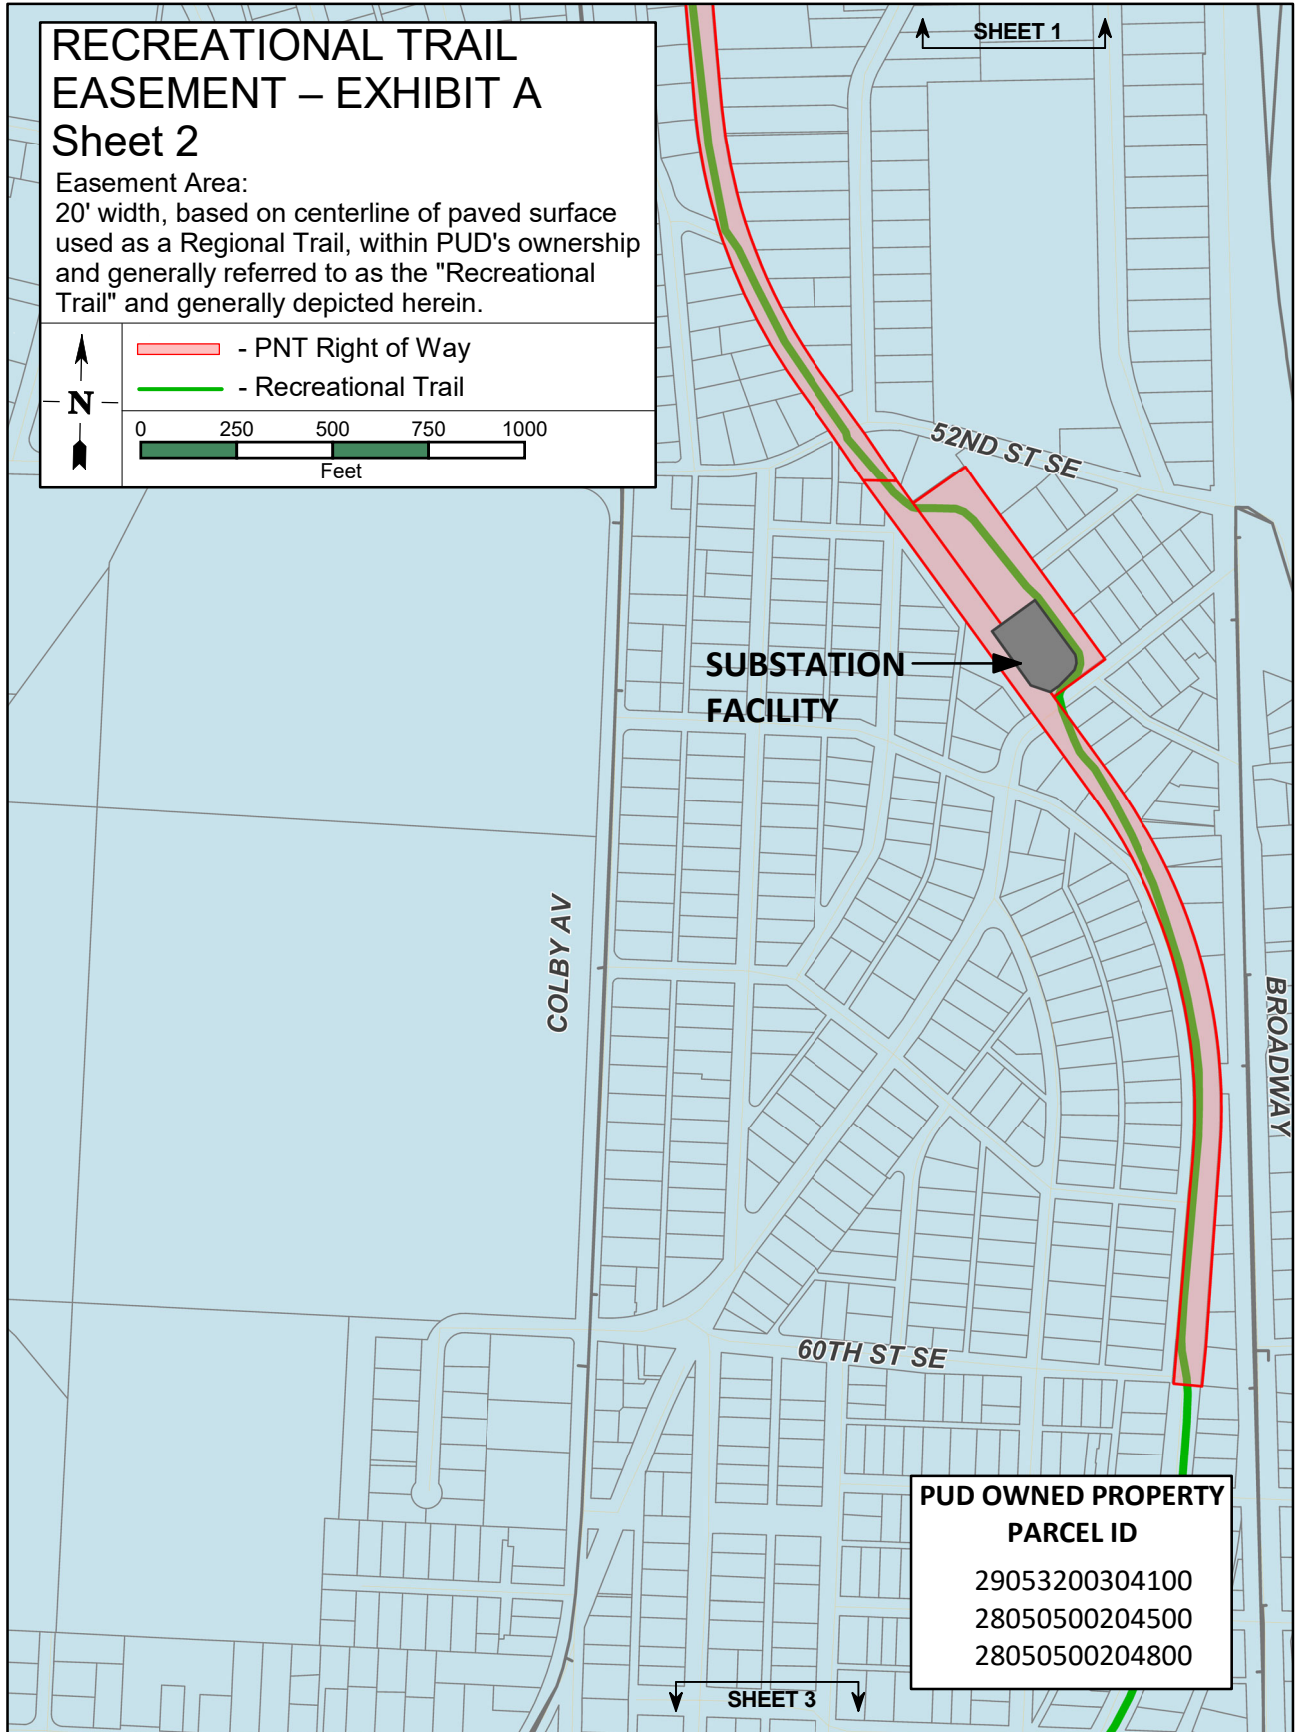 RECREATIONAL TRAIL
EASEMENT – EXHIBIT A
Sheet 2
Easement Area:
20' width, based on centerline of paved surface
used as a Regional Trail, within PUD's ownership
and generally referred to as the "Recreational
Trail" and generally depicted herein.
N
- PNT Right of Way
- Recreational Trail
0 250 500 750 1000
Feet
SHEET 1
52ND ST SE
SUBSTATION
FACILITY
COLBY AV
BROADWAY
60TH ST SE
PUD OWNED PROPERTY
PARCEL ID
29053200304100
28050500204500
28050500204800
SHEET 3